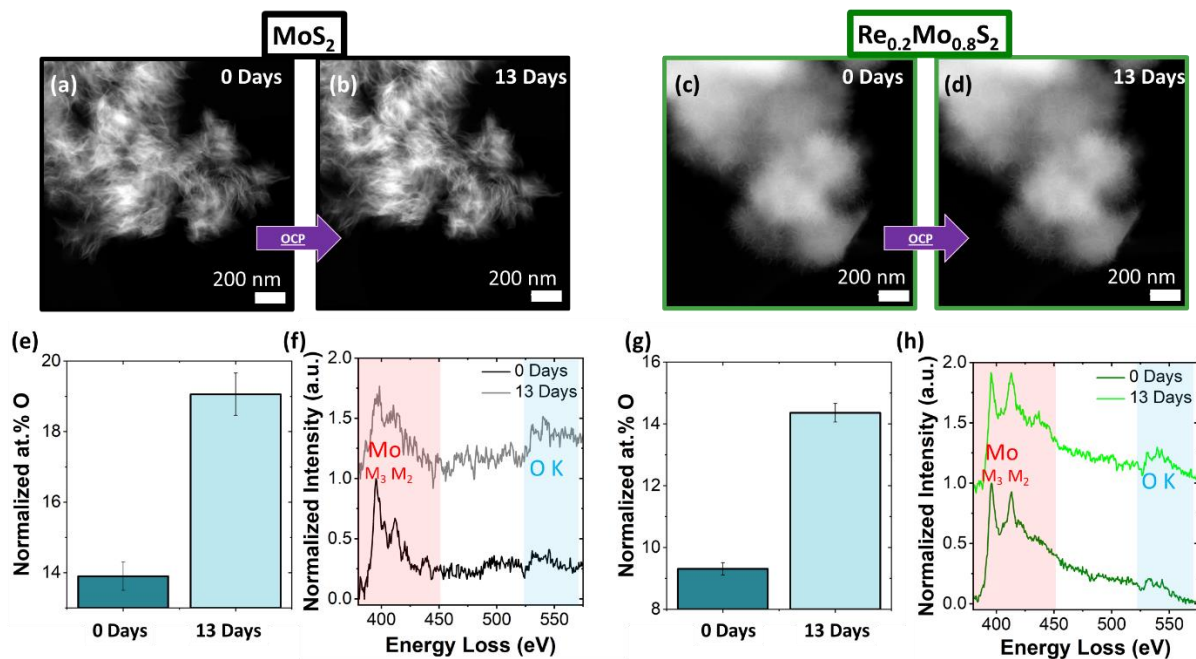 MoS₂
Re₀.₂Mo₀.₈S₂
(a)
0 Days
(b)
13 Days
(c)
0 Days
(d)
13 Days
OCP
OCP
200 nm
200 nm
200 nm
200 nm
(e)
Normalized at.% O
20
18
16
14
0 Days
13 Days
(f)
Normalized Intensity (a.u.)
2.0
1.5
1.0
0.5
0.0
0 Days
13 Days
Mo
M₃ M₂
O K
400
450
500
550
Energy Loss (eV)
(g)
Normalized at.% O
16
14
12
10
8
0 Days
13 Days
(h)
Normalized Intensity (a.u.)
2.0
1.5
1.0
0.5
0.0
0 Days
13 Days
Mo
M₃ M₂
O K
400
450
500
550
Energy Loss (eV)